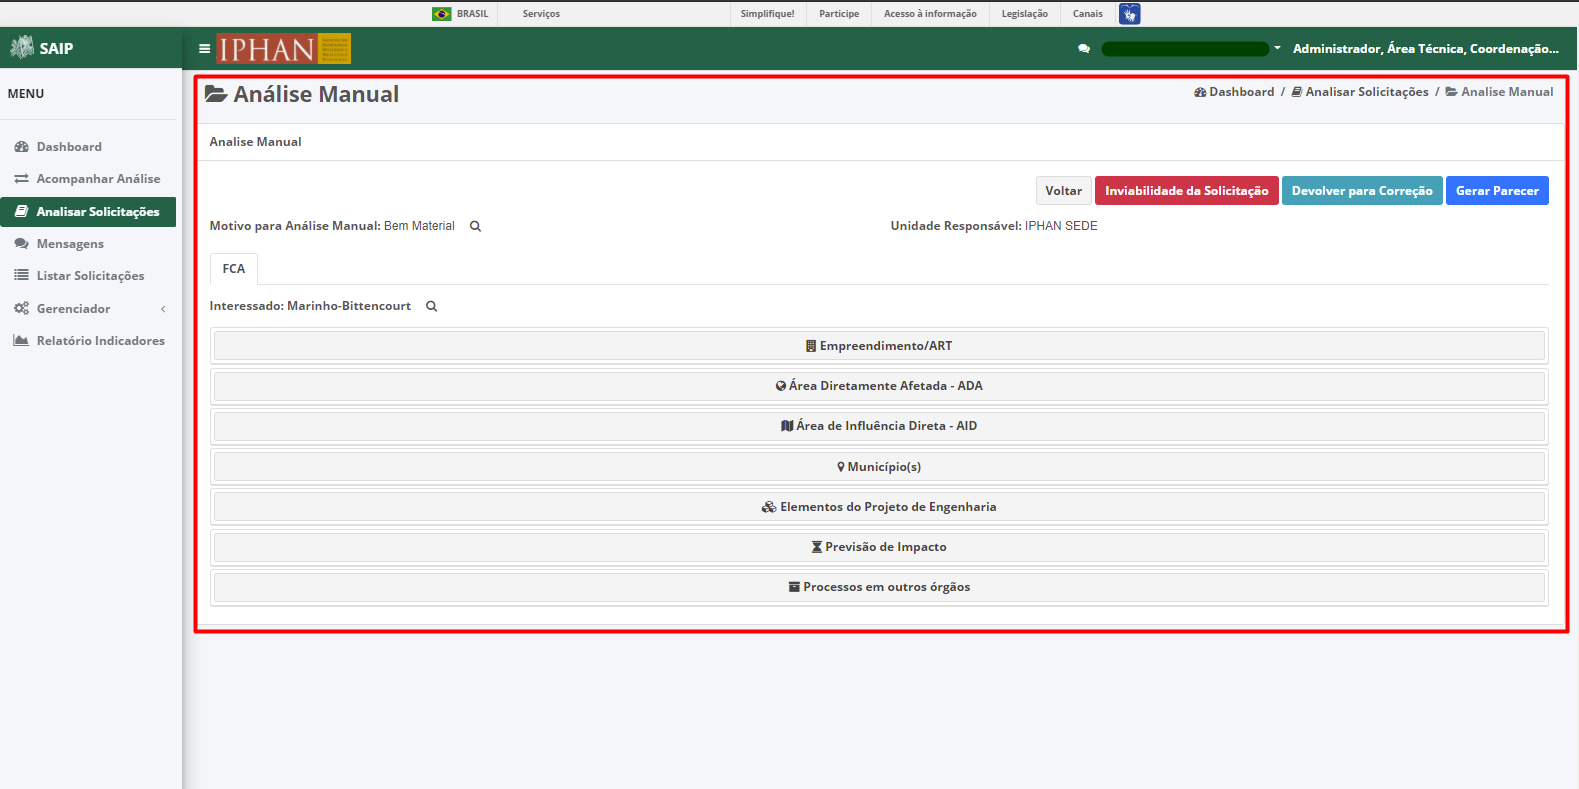 BRASIL Serviços Simplifique! Participe Acesso à informação Legislação Canais
SAIP
IPHAN
Administrador, Área Técnica, Coordenação...
MENU
Dashboard
Acompanhar Análise
Analisar Solicitações
Mensagens
Listar Solicitações
Gerenciador
Relatório Indicadores
Análise Manual
Dashboard / Analisar Solicitações / Analise Manual
Analise Manual
Voltar Inviabilidade da Solicitação Devolver para Correção Gerar Parecer
Motivo para Análise Manual: Bem Material
Unidade Responsável: IPHAN SEDE
FCA
Interessado: Marinho-Bittencourt
Empreendimento/ART
Área Diretamente Afetada - ADA
Área de Influência Direta - AID
Município(s)
Elementos do Projeto de Engenharia
Previsão de Impacto
Processos em outros órgãos